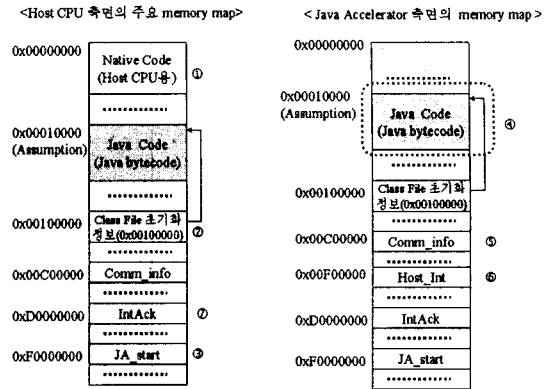 <Host CPU 측면의 주요 memory map>
0x00000000
Native Code
(Host CPU용)
①
0x00010000
(Assumption)
Java Code
(Java bytecode)
0x00100000
Class File 초기화
정보(0x00100000)
②
0x00C00000
Comm_info
0xD0000000
IntAck
⑦
0xF0000000
JA_start
③
< Java Accelerator 측면의 memory map>
0x00000000
0x00010000
(Assumption)
Java Code
(Java bytecode)
④
0x00100000
Class File 초기화
정보(0x00100000)
0x00C00000
Comm_info
⑤
0x00F00000
Host_Int
⑥
0xD0000000
IntAck
0xF0000000
JA_start